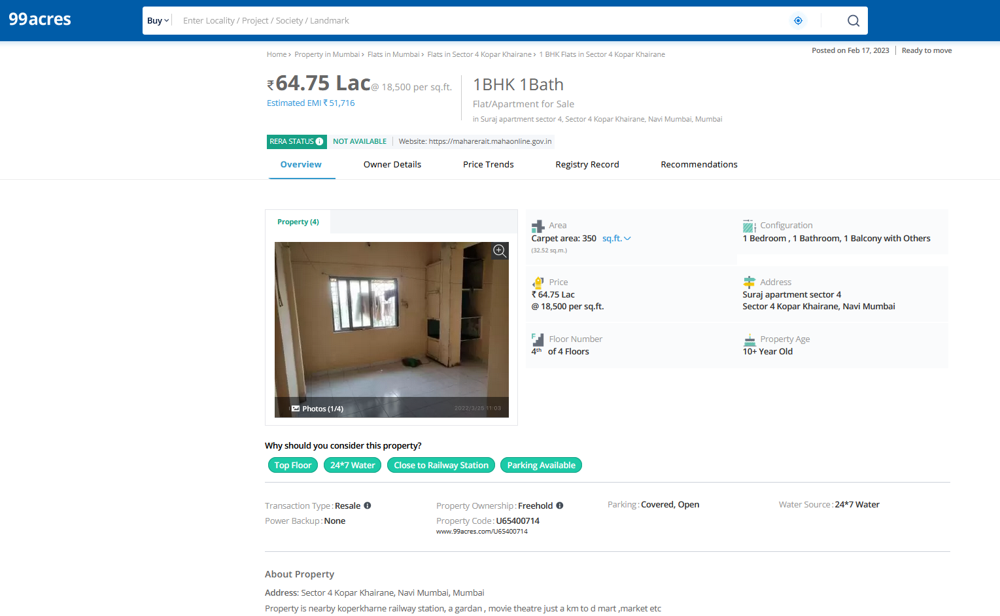 99acres
Buy
Enter Locality / Project / Society / Landmark
Home › Property in Mumbai › Flats in Mumbai › Flats in Sector 4 Kopar Khairane › 1 BHK Flats in Sector 4 Kopar Khairane
Posted on Feb 17, 2023 | Ready to move
₹ 64.75 Lac @ 18,500 per sq.ft.
Estimated EMI ₹ 51,716
1BHK 1Bath
Flat/Apartment for Sale
in Suraj apartment sector 4, Sector 4 Kopar Khairane, Navi Mumbai, Mumbai
RERA STATUS NOT AVAILABLE | Website: https://maharerait.mahaonline.gov.in
Overview Owner Details Price Trends Registry Record Recommendations
Property (4)
2022/3/25 11:03
Photos (1/4)
Area
Carpet area: 350 sq.ft.
(32.52 sq.m.)
Configuration
1 Bedroom , 1 Bathroom, 1 Balcony with Others
Price
₹ 64.75 Lac
@ 18,500 per sq.ft.
Address
Suraj apartment sector 4
Sector 4 Kopar Khairane, Navi Mumbai
F
Floor Number
4th of 4 Floors
Property Age
10+ Year Old
Why should you consider this property?
Top Floor 24*7 Water Close to Railway Station Parking Available
Transaction Type : Resale
Property Ownership : Freehold
Parking : Covered, Open
Water Source : 24*7 Water
Power Backup : None
Property Code : U65400714
www.99acres.com/U65400714
About Property
Address: Sector 4 Kopar Khairane, Navi Mumbai, Mumbai
Property is nearby koperkharne railway station, a gardan , movie theatre just a km to d mart ,market etc